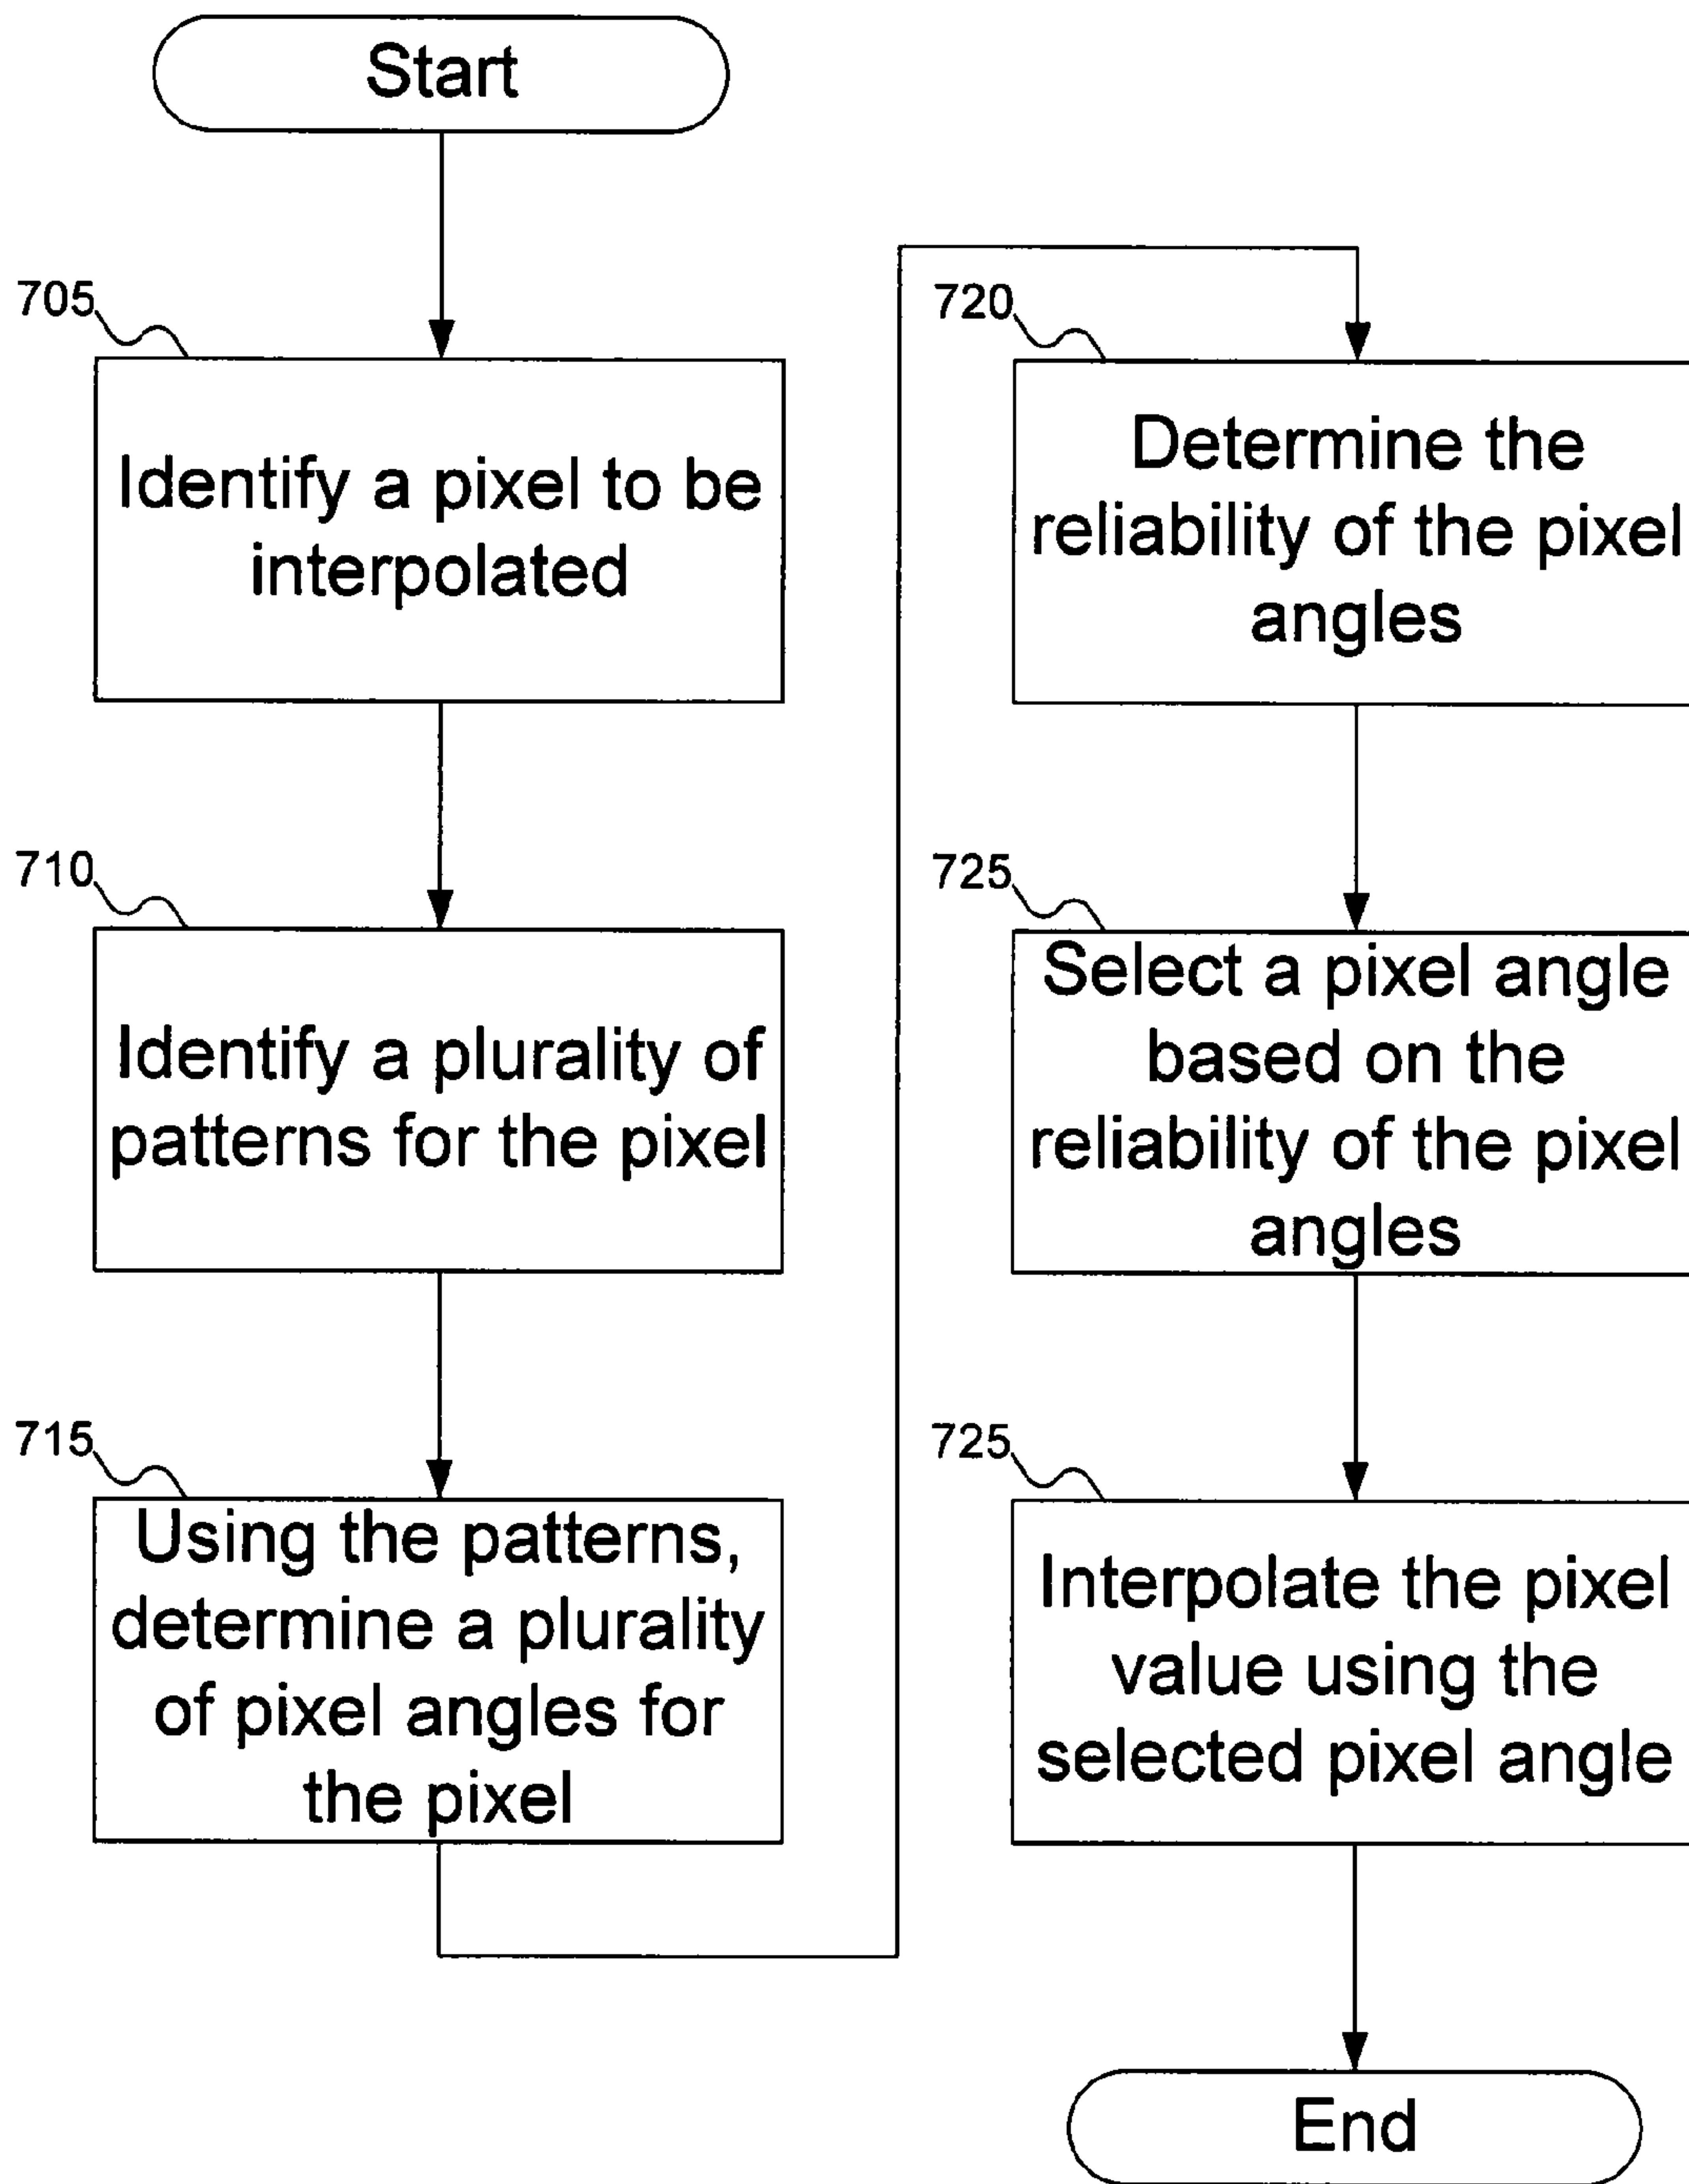 Start
705
Identify a pixel to be
interpolated
710
Identify a plurality of
patterns for the pixel
715
Using the patterns,
determine a plurality
of pixel angles for
the pixel
720
Determine the
reliability of the pixel
angles
725
Select a pixel angle
based on the
reliability of the pixel
angles
725
Interpolate the pixel
value using the
selected pixel angle
End